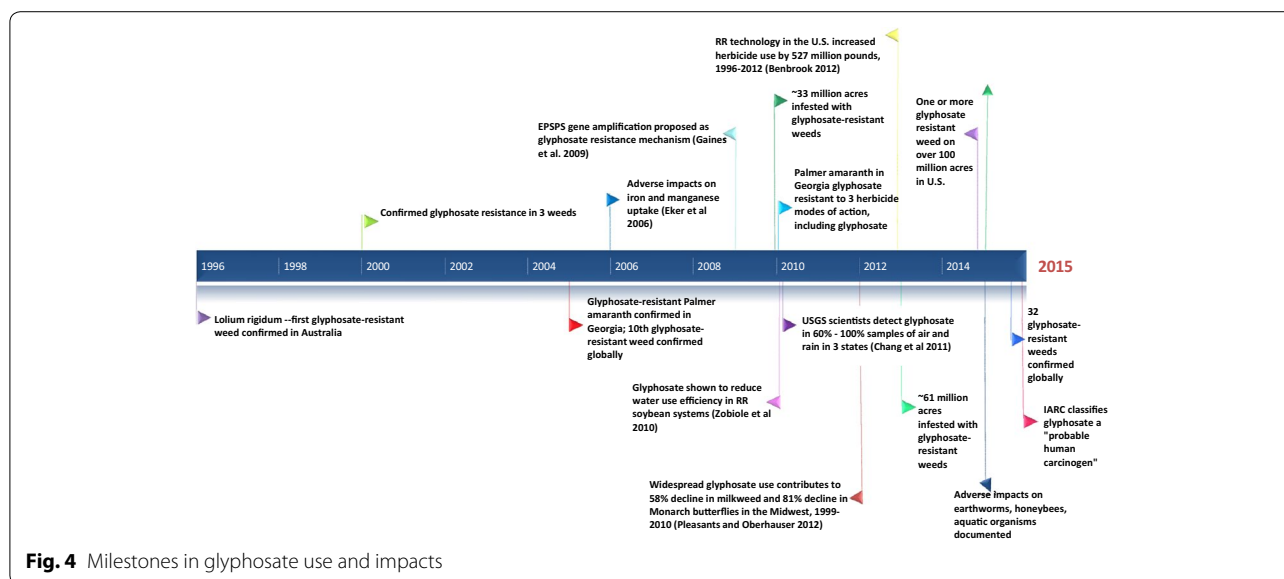 RR technology in the U.S. increased
herbicide use by 527 million pounds,
1996-2012 (Benbrook 2012)
~33 million acres
infested with
glyphosate-resistant
weeds
One or more
glyphosate
resistant
weed on
over 100
million acres
in U.S.
EPSPS gene amplification proposed as
glyphosate resistance mechanism (Gaines
et al. 2009)
Adverse impacts on
iron and manganese
uptake (Eker et al
2006)
Palmer amaranth in
Georgia glyphosate
resistant to 3 herbicide
modes of action,
including glyphosate
Confirmed glyphosate resistance in 3 weeds
1996 1998 2000 2002 2004 2006 2008 2010 2012 2014 2015
Lolium rigidum --first glyphosate-resistant
weed confirmed in Australia
Glyphosate-resistant Palmer
amaranth confirmed in
Georgia; 10th glyphosate-
resistant weed confirmed
globally
USGS scientists detect glyphosate
in 60% - 100% samples of air and
rain in 3 states (Chang et al 2011)
32
glyphosate-
resistant
weeds
confirmed
globally
Glyphosate shown to reduce
water use efficiency in RR
soybean systems (Zobiole et al
2010)
~61 million
acres
infested with
glyphosate-
resistant
weeds
IARC classifies
glyphosate a
"probable
human
carcinogen"
Widespread glyphosate use contributes to
58% decline in milkweed and 81% decline in
Monarch butterflies in the Midwest, 1999-
2010 (Pleasants and Oberhauser 2012)
Adverse impacts on
earthworms, honeybees,
aquatic organisms
documented
Fig. 4 Milestones in glyphosate use and impacts